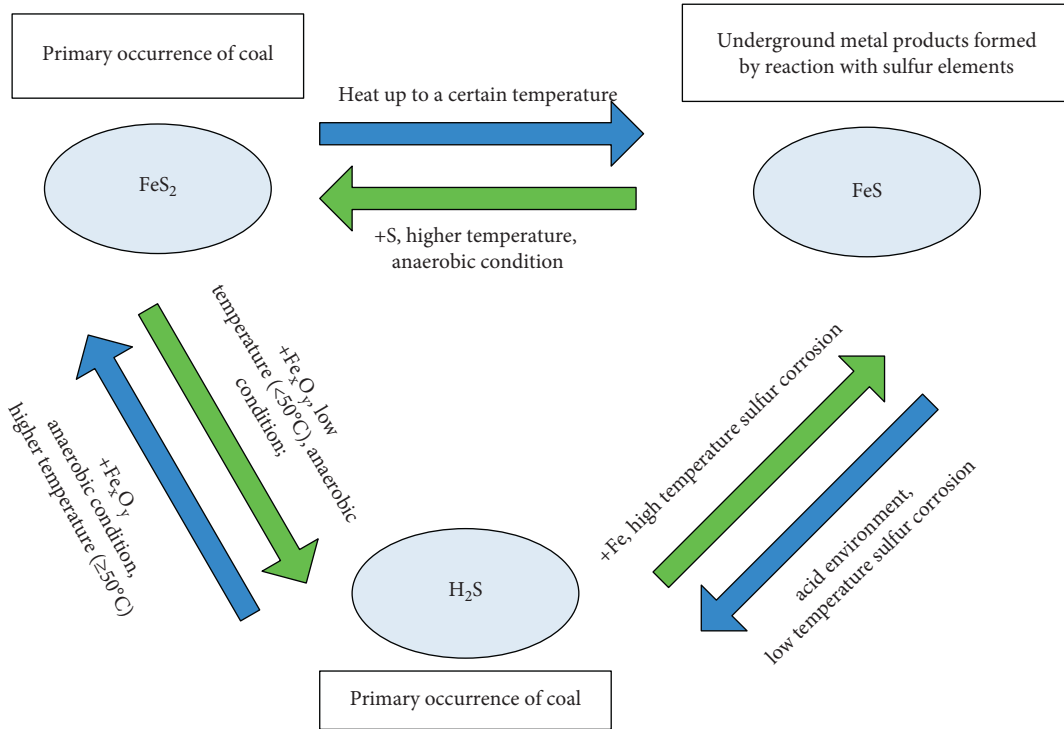 Primary occurrence of coal
Underground metal products formed
by reaction with sulfur elements
Heat up to a certain temperature
FeS₂
FeS
+S, higher temperature,
anaerobic condition
+FeₓOᵧ, low
temperature (<50°C), anaerobic
condition;
+FeₓOᵧ
anaerobic condition,
higher temperature (≥50°C)
+Fe, high temperature sulfur corrosion
acid environment,
low temperature sulfur corrosion
H₂S
Primary occurrence of coal